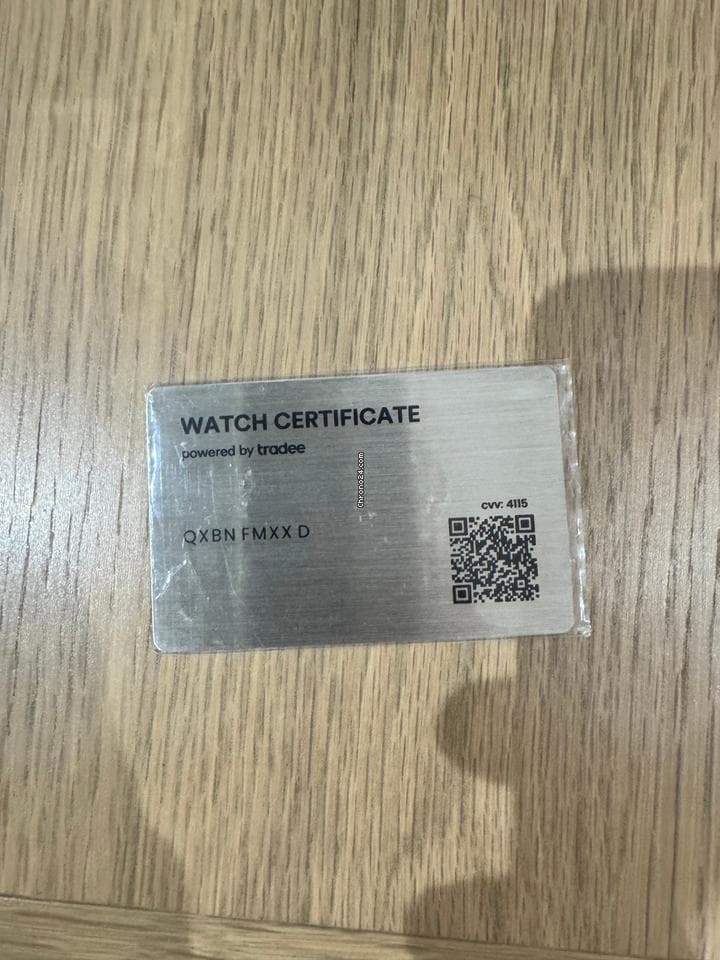 WATCH CERTIFICATE
powered by tradee
Chrono24.com
cvv: 4115
QXBN FMXX D